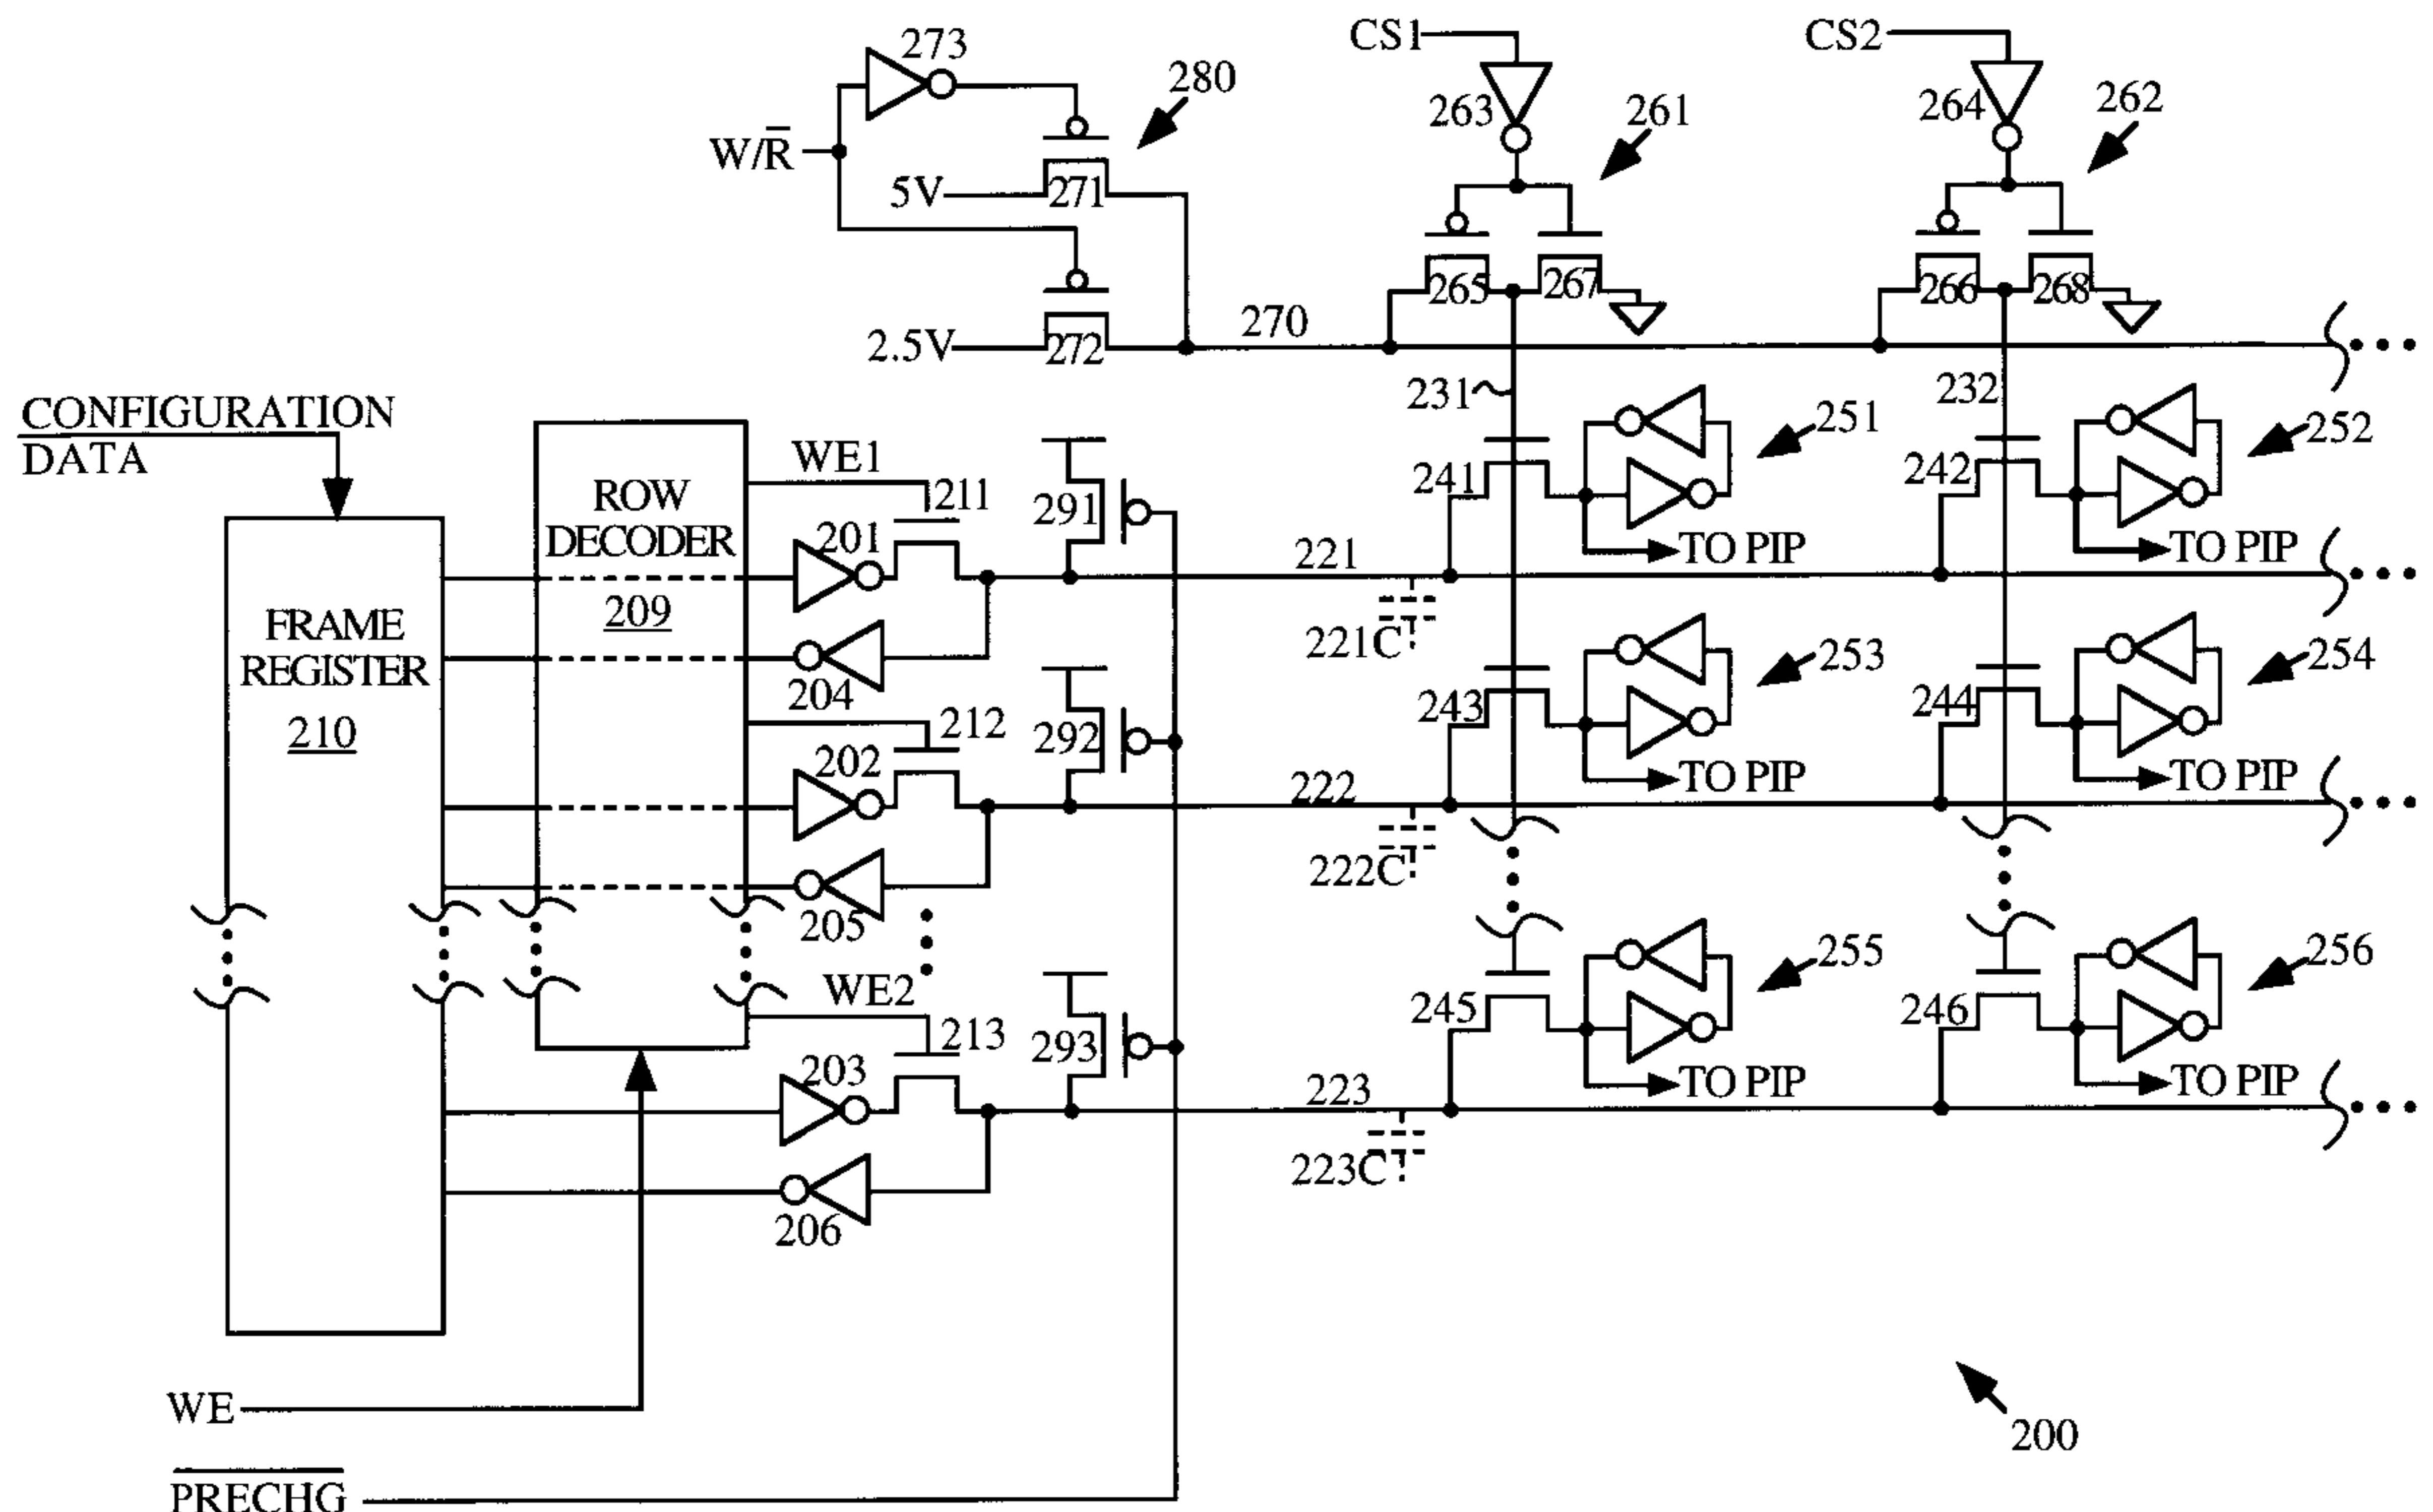 273
CS1
CS2
280
263
261
264
262
W/R̅
5V
271
265
267
266
268
270
2.5V
272
CONFIGURATION
DATA
231
232
251
252
WE1
ROW
DECODER
211
291
241
242
201
TO PIP
TO PIP
221
209
FRAME
REGISTER
210
204
221C
253
254
243
244
212
292
202
TO PIP
TO PIP
222
205
222C
255
256
WE2
213
293
245
246
203
TO PIP
TO PIP
223
206
223C
WE
200
P̅R̅E̅C̅H̅G̅